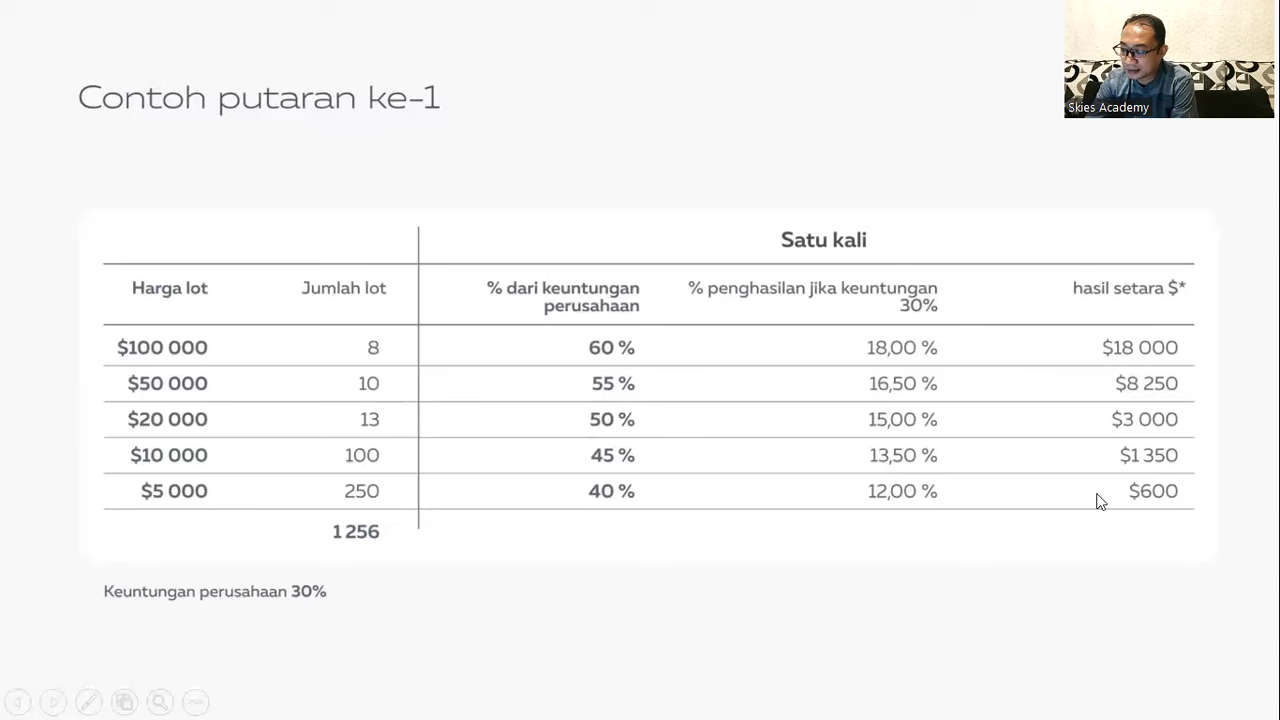 Contoh putaran ke-1
Skies Academy
Satu kali
Harga lot Jumlah lot % dari keuntungan perusahaan % penghasilan jika keuntungan 30% hasil setara $*
$100 000 8 60 % 18,00 % $18 000
$50 000 10 55 % 16,50 % $8 250
$20 000 13 50 % 15,00 % $3 000
$10 000 100 45 % 13,50 % $1 350
$5 000 250 40 % 12,00 % $600
1 256
Keuntungan perusahaan 30%